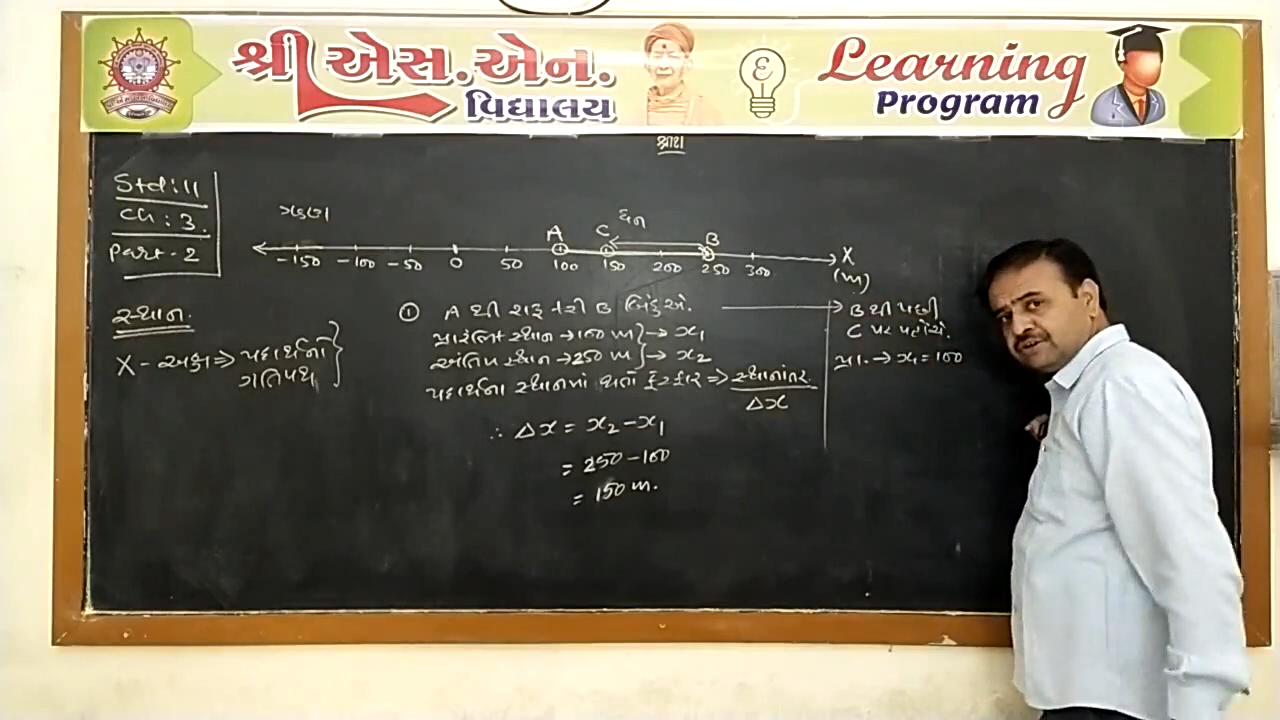 શ્રી એસ.એન.
વિદ્યાલય
Learning
Program
શ્રીજી
Std: 11
Ch: 3.
Part-2
ઋણ
ધન
A C B
-150 -100 -50 0 50 100 150 200 250 300 X
(m)
સ્થાન.
X-અક્ષ ⇒ પદાર્થનો
ગતિપથ
① A થી શરૂ કરી B બિંદુએ.
પ્રારંભિક સ્થાન → 100 m → x₁
અંતિમ સ્થાન → 250 m → x₂
પદાર્થના સ્થાનમાં થતો ફેરફાર ⇒ સ્થાનાંતર.
Δx
∴ Δx = x₂ - x₁
= 250 - 100
= 150 m.
→ B થી પછી
C પર પહોંચે.
પ્રા. → x₁ = 100